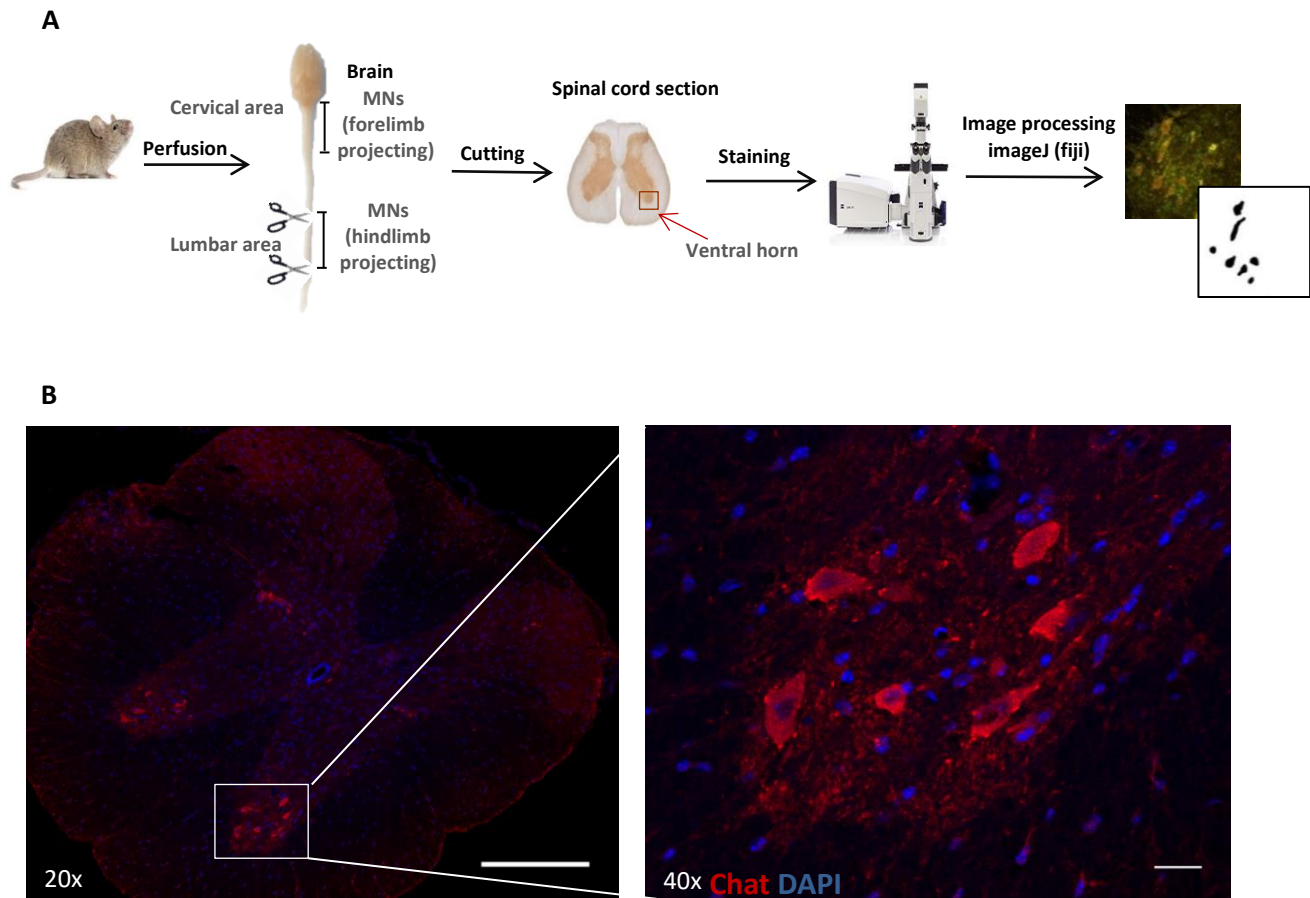 A
Brain
Cervical area
MNs
(forelimb
projecting)
Perfusion
Cutting
Lumbar area
MNs
(hindlimb
projecting)
Spinal cord section
Ventral horn
Staining
Image processing
imageJ (fiji)
B
20x
40x Chat DAPI